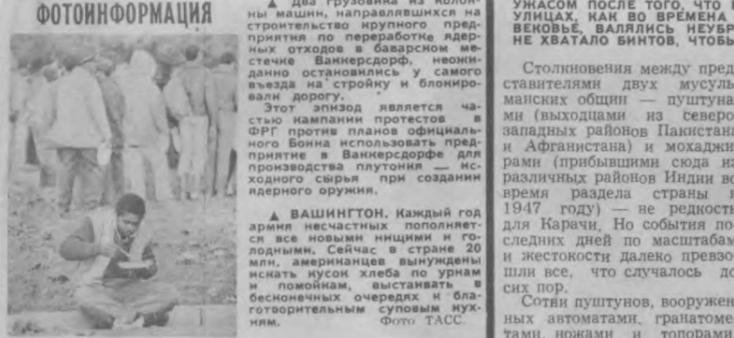 ФОТОИНФОРМАЦИЯ
▲ Два грузовика из колон-
ны машин, направлявшихся на
строительство крупного пред-
приятия по переработке ядер-
ных отходов в баварском ме-
стечке Ваккерсдорф, неожи-
данно остановились у самого
въезда на стройку и блокиро-
вали дорогу.
Этот эпизод является ча-
стью кампании протестов в
ФРГ против планов официаль-
ного Бонна использовать пред-
приятие в Ваккерсдорфе для
производства плутония — ис-
ходного сырья при создании
ядерного оружия.
▲ ВАШИНГТОН. Каждый год
армия несчастных пополняет-
ся все новыми нищими и го-
лодными. Сейчас в стране 20
млн. американцев вынуждены
искать кусок хлеба по урнам
и помойкам, выстаивать в
бесконечных очередях к бла-
готворительным суповым кух-
ням.
Фото ТАСС.
УЖАСОМ ПОСЛЕ ТОГО, ЧТО
УЛИЦАХ, КАК ВО ВРЕМЕНА
ВЕКОВЬЕ, ВАЛЯЛИСЬ НЕУБР
НЕ ХВАТАЛО БИНТОВ, ЧТОБЫ
Столкновения между пред
ставителями двух мусуль
манских общин — пуштуна
ми (выходцами из северо
западных районов Пакистана
и Афганистана) и мохаджи
рами (прибывшими сюда из
различных районов Индии во
время раздела страны в
1947 году) — не редкость
для Карачи. Но события по
следних дней по масштабам
и жестокости далеко превзо
шли все, что случалось до
сих пор.
Сотни пуштунов, вооружен
ных автоматами, гранатоме
тами, ножами и топорами,